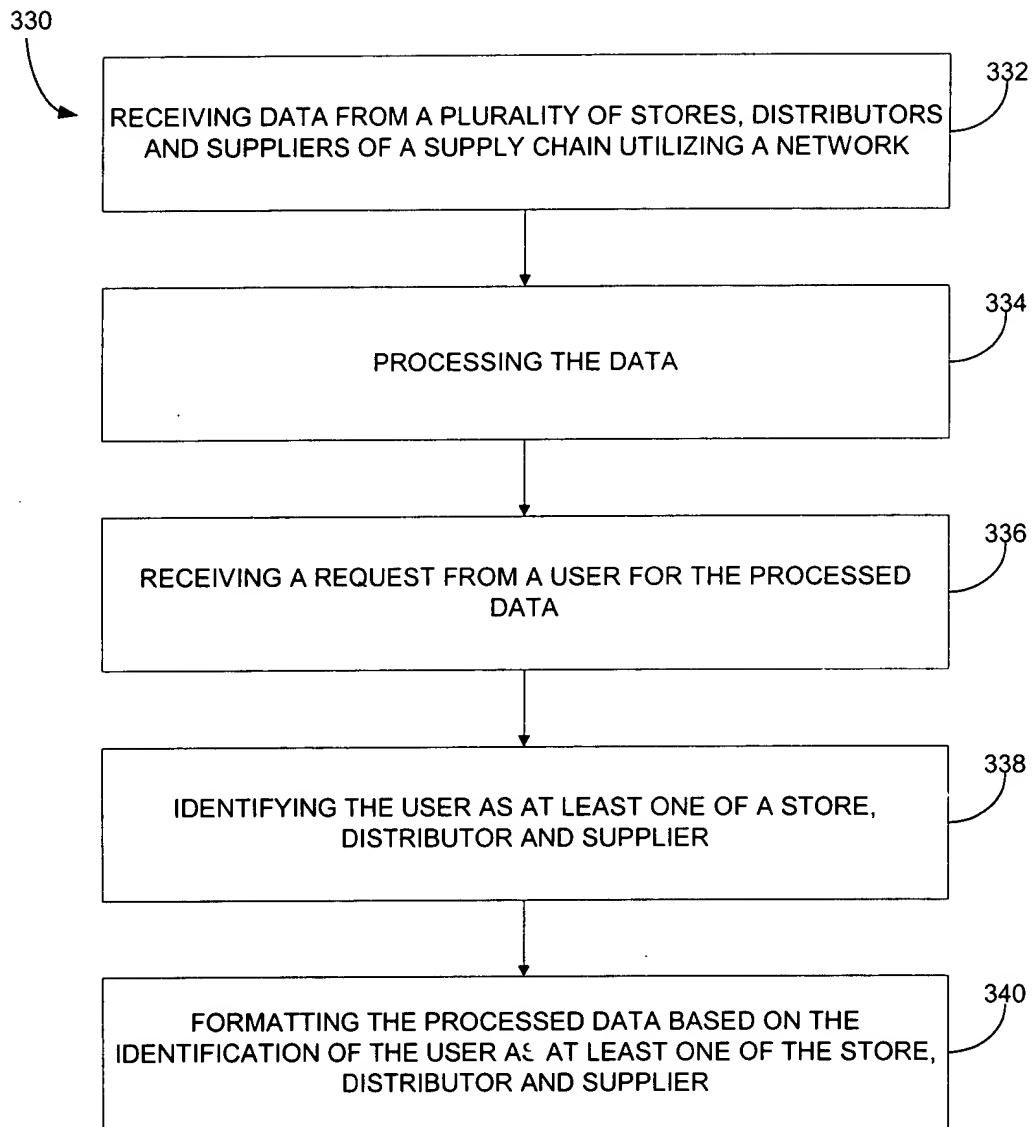 330
332
RECEIVING DATA FROM A PLURALITY OF STORES, DISTRIBUTORS
AND SUPPLIERS OF A SUPPLY CHAIN UTILIZING A NETWORK
334
PROCESSING THE DATA
336
RECEIVING A REQUEST FROM A USER FOR THE PROCESSED
DATA
338
IDENTIFYING THE USER AS AT LEAST ONE OF A STORE,
DISTRIBUTOR AND SUPPLIER
340
FORMATTING THE PROCESSED DATA BASED ON THE
IDENTIFICATION OF THE USER AS AT LEAST ONE OF THE STORE,
DISTRIBUTOR AND SUPPLIER